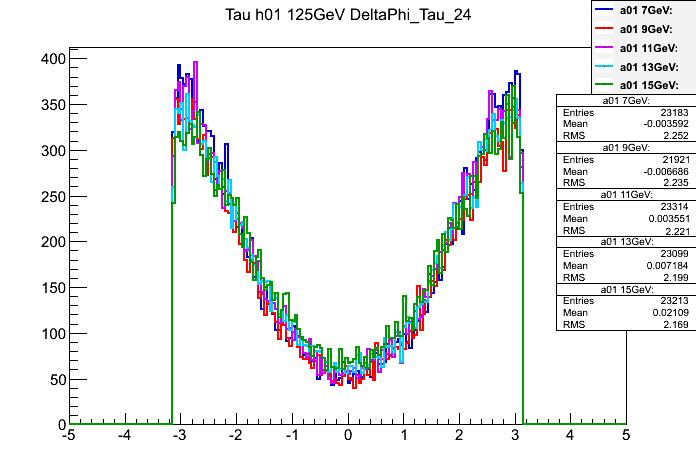 Tau h01 125GeV DeltaPhi_Tau_24
a01 7GeV:
a01 9GeV:
a01 11GeV:
a01 13GeV:
a01 15GeV:
a01 7GeV:
Entries 23183
Mean -0.003592
RMS 2.252
a01 9GeV:
Entries 21921
Mean -0.006686
RMS 2.235
a01 11GeV:
Entries 23314
Mean 0.003551
RMS 2.221
a01 13GeV:
Entries 23099
Mean 0.007184
RMS 2.199
a01 15GeV:
Entries 23213
Mean 0.02109
RMS 2.169
400
350
300
250
200
150
100
50
0
-5 -4 -3 -2 -1 0 1 2 3 4 5